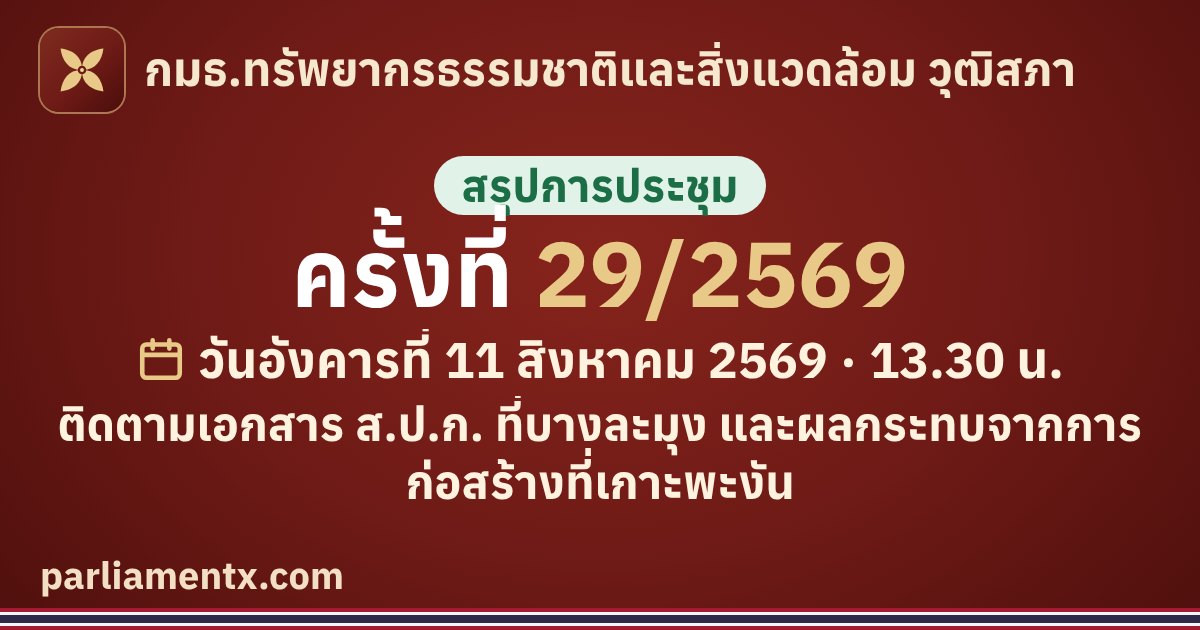 กมธ.ทรัพยากรธรรมชาติและสิ่งแวดล้อม วุฒิสภา
สรุปการประชุม
ครั้งที่ 29/2569
วันอังคารที่ 11 สิงหาคม 2569 · 13.30 น.
ติดตามเอกสาร ส.ป.ก. ที่บางละมุง และผลกระทบจากการ
ก่อสร้างที่เกาะพะงัน
parliamentx.com